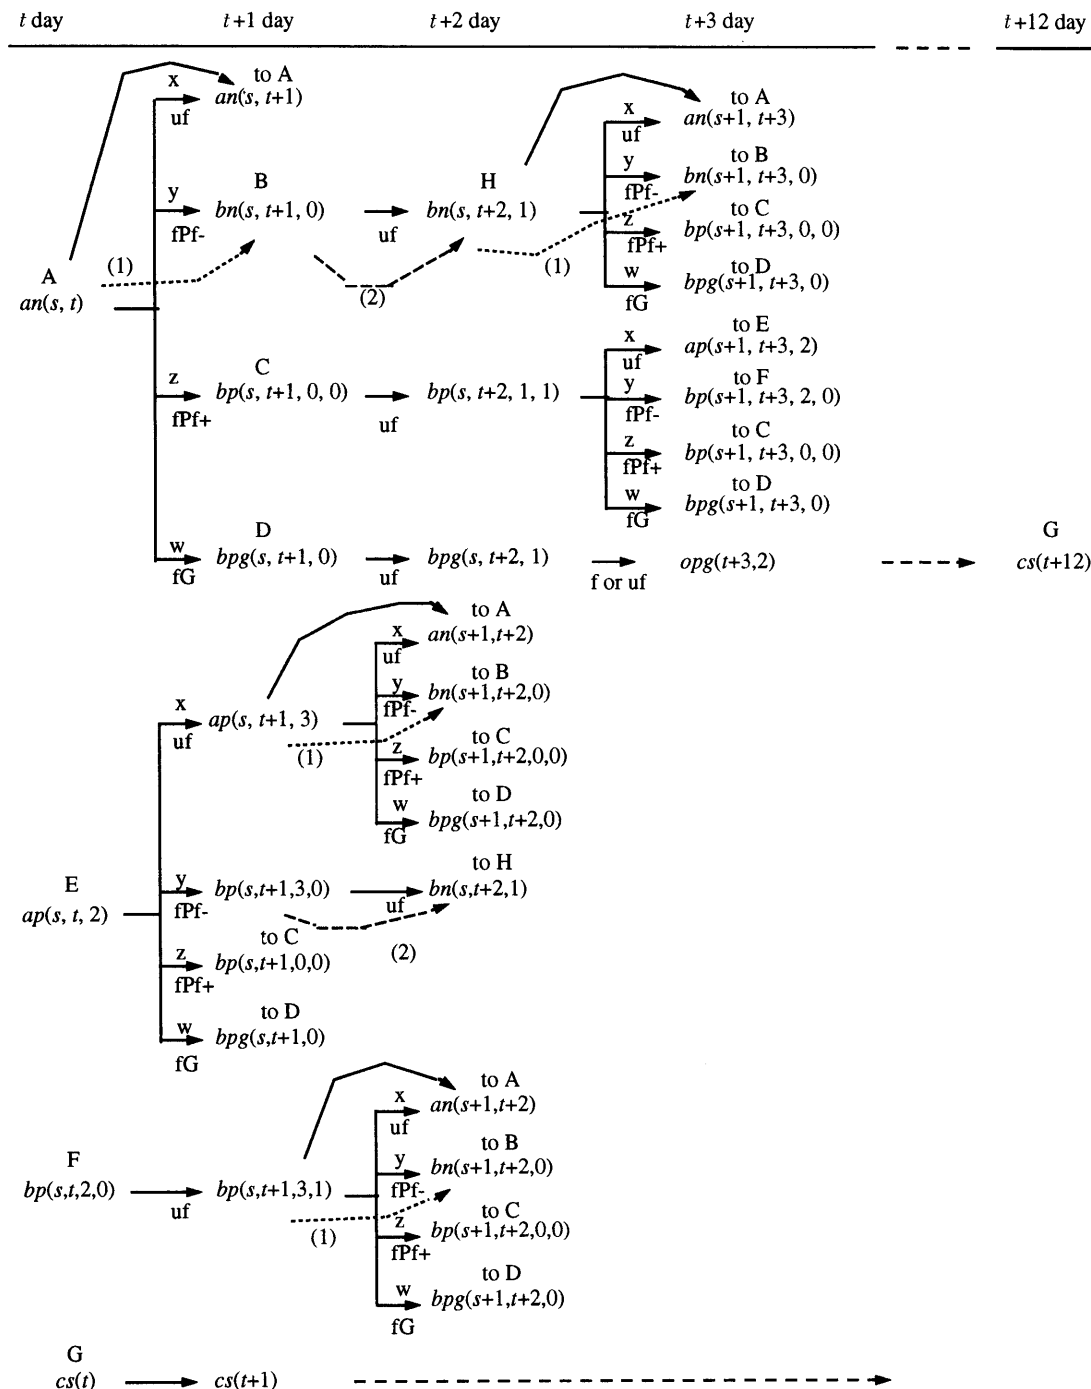 t day t+1 day t+2 day t+3 day t+12 day
to A
x
an(s, t+1)
uf
to A
x
an(s+1, t+3)
uf
to B
y
bn(s+1, t+3, 0)
fPf-
B
H
y
bn(s, t+1, 0)
fPf-
uf
bn(s, t+2, 1)
to C
z
bp(s+1, t+3, 0, 0)
fPf+
A
an(s, t)
(1)
(2)
(1)
to D
w
bpg(s+1, t+3, 0)
fG
to E
x
ap(s+1, t+3, 2)
uf
C
z
bp(s, t+1, 0, 0)
fPf+
uf
bp(s, t+2, 1, 1)
to F
y
bp(s+1, t+3, 2, 0)
fPf-
to C
z
bp(s+1, t+3, 0, 0)
fPf+
to D
w
bpg(s+1, t+3, 0)
fG
D
G
w
bpg(s, t+1, 0)
fG
uf
bpg(s, t+2, 1)
f or uf
opg(t+3,2)
cs(t+12)
to A
x
an(s+1,t+2)
uf
to B
y
bn(s+1,t+2,0)
fPf-
x
ap(s, t+1, 3)
uf
(1)
to C
z
bp(s+1,t+2,0,0)
fPf+
to D
w
bpg(s+1,t+2,0)
fG
to H
E
ap(s, t, 2)
y
bp(s,t+1,3,0)
fPf-
uf
bn(s,t+2,1)
(2)
to C
z
bp(s,t+1,0,0)
fPf+
to D
w
bpg(s,t+1,0)
fG
to A
x
an(s+1,t+2)
uf
to B
y
bn(s+1,t+2,0)
fPf-
F
bp(s,t,2,0)
uf
bp(s,t+1,3,1)
(1)
to C
z
bp(s+1,t+2,0,0)
fPf+
to D
w
bpg(s+1,t+2,0)
fG
G
cs(t) cs(t+1)